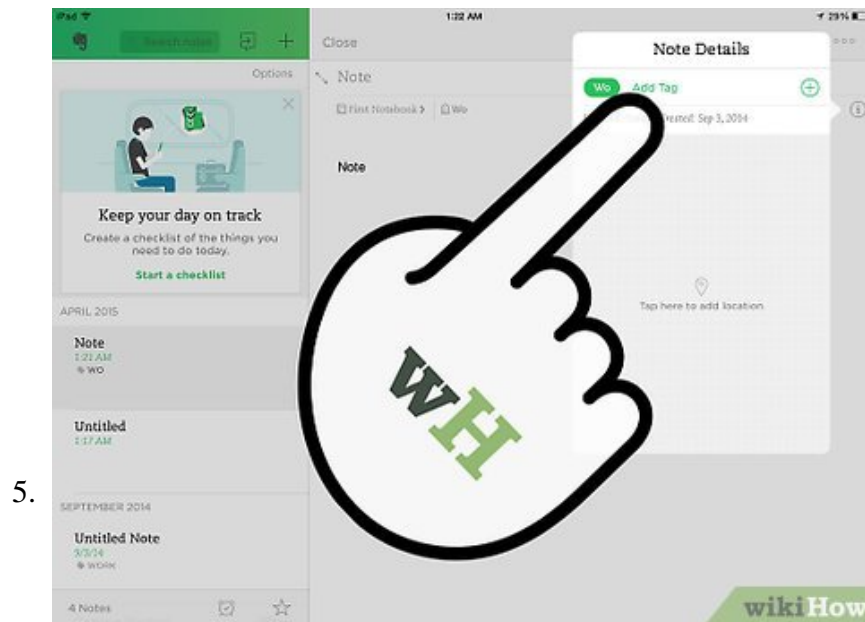 iPad
1:22 AM
29%
Search notes
Close
Note Details
Options
Note
Wo Add Tag
First Notebook
Wo
Created: Sep 3, 2014
Note
Keep your day on track
Create a checklist of the things you
need to do today.
Start a checklist
Tap here to add location
APRIL 2015
Note
1:21 AM
WO
WH
Untitled
1:17 AM
5.
SEPTEMBER 2014
Untitled Note
9/3/14
WORK
4 Notes
wikiHow